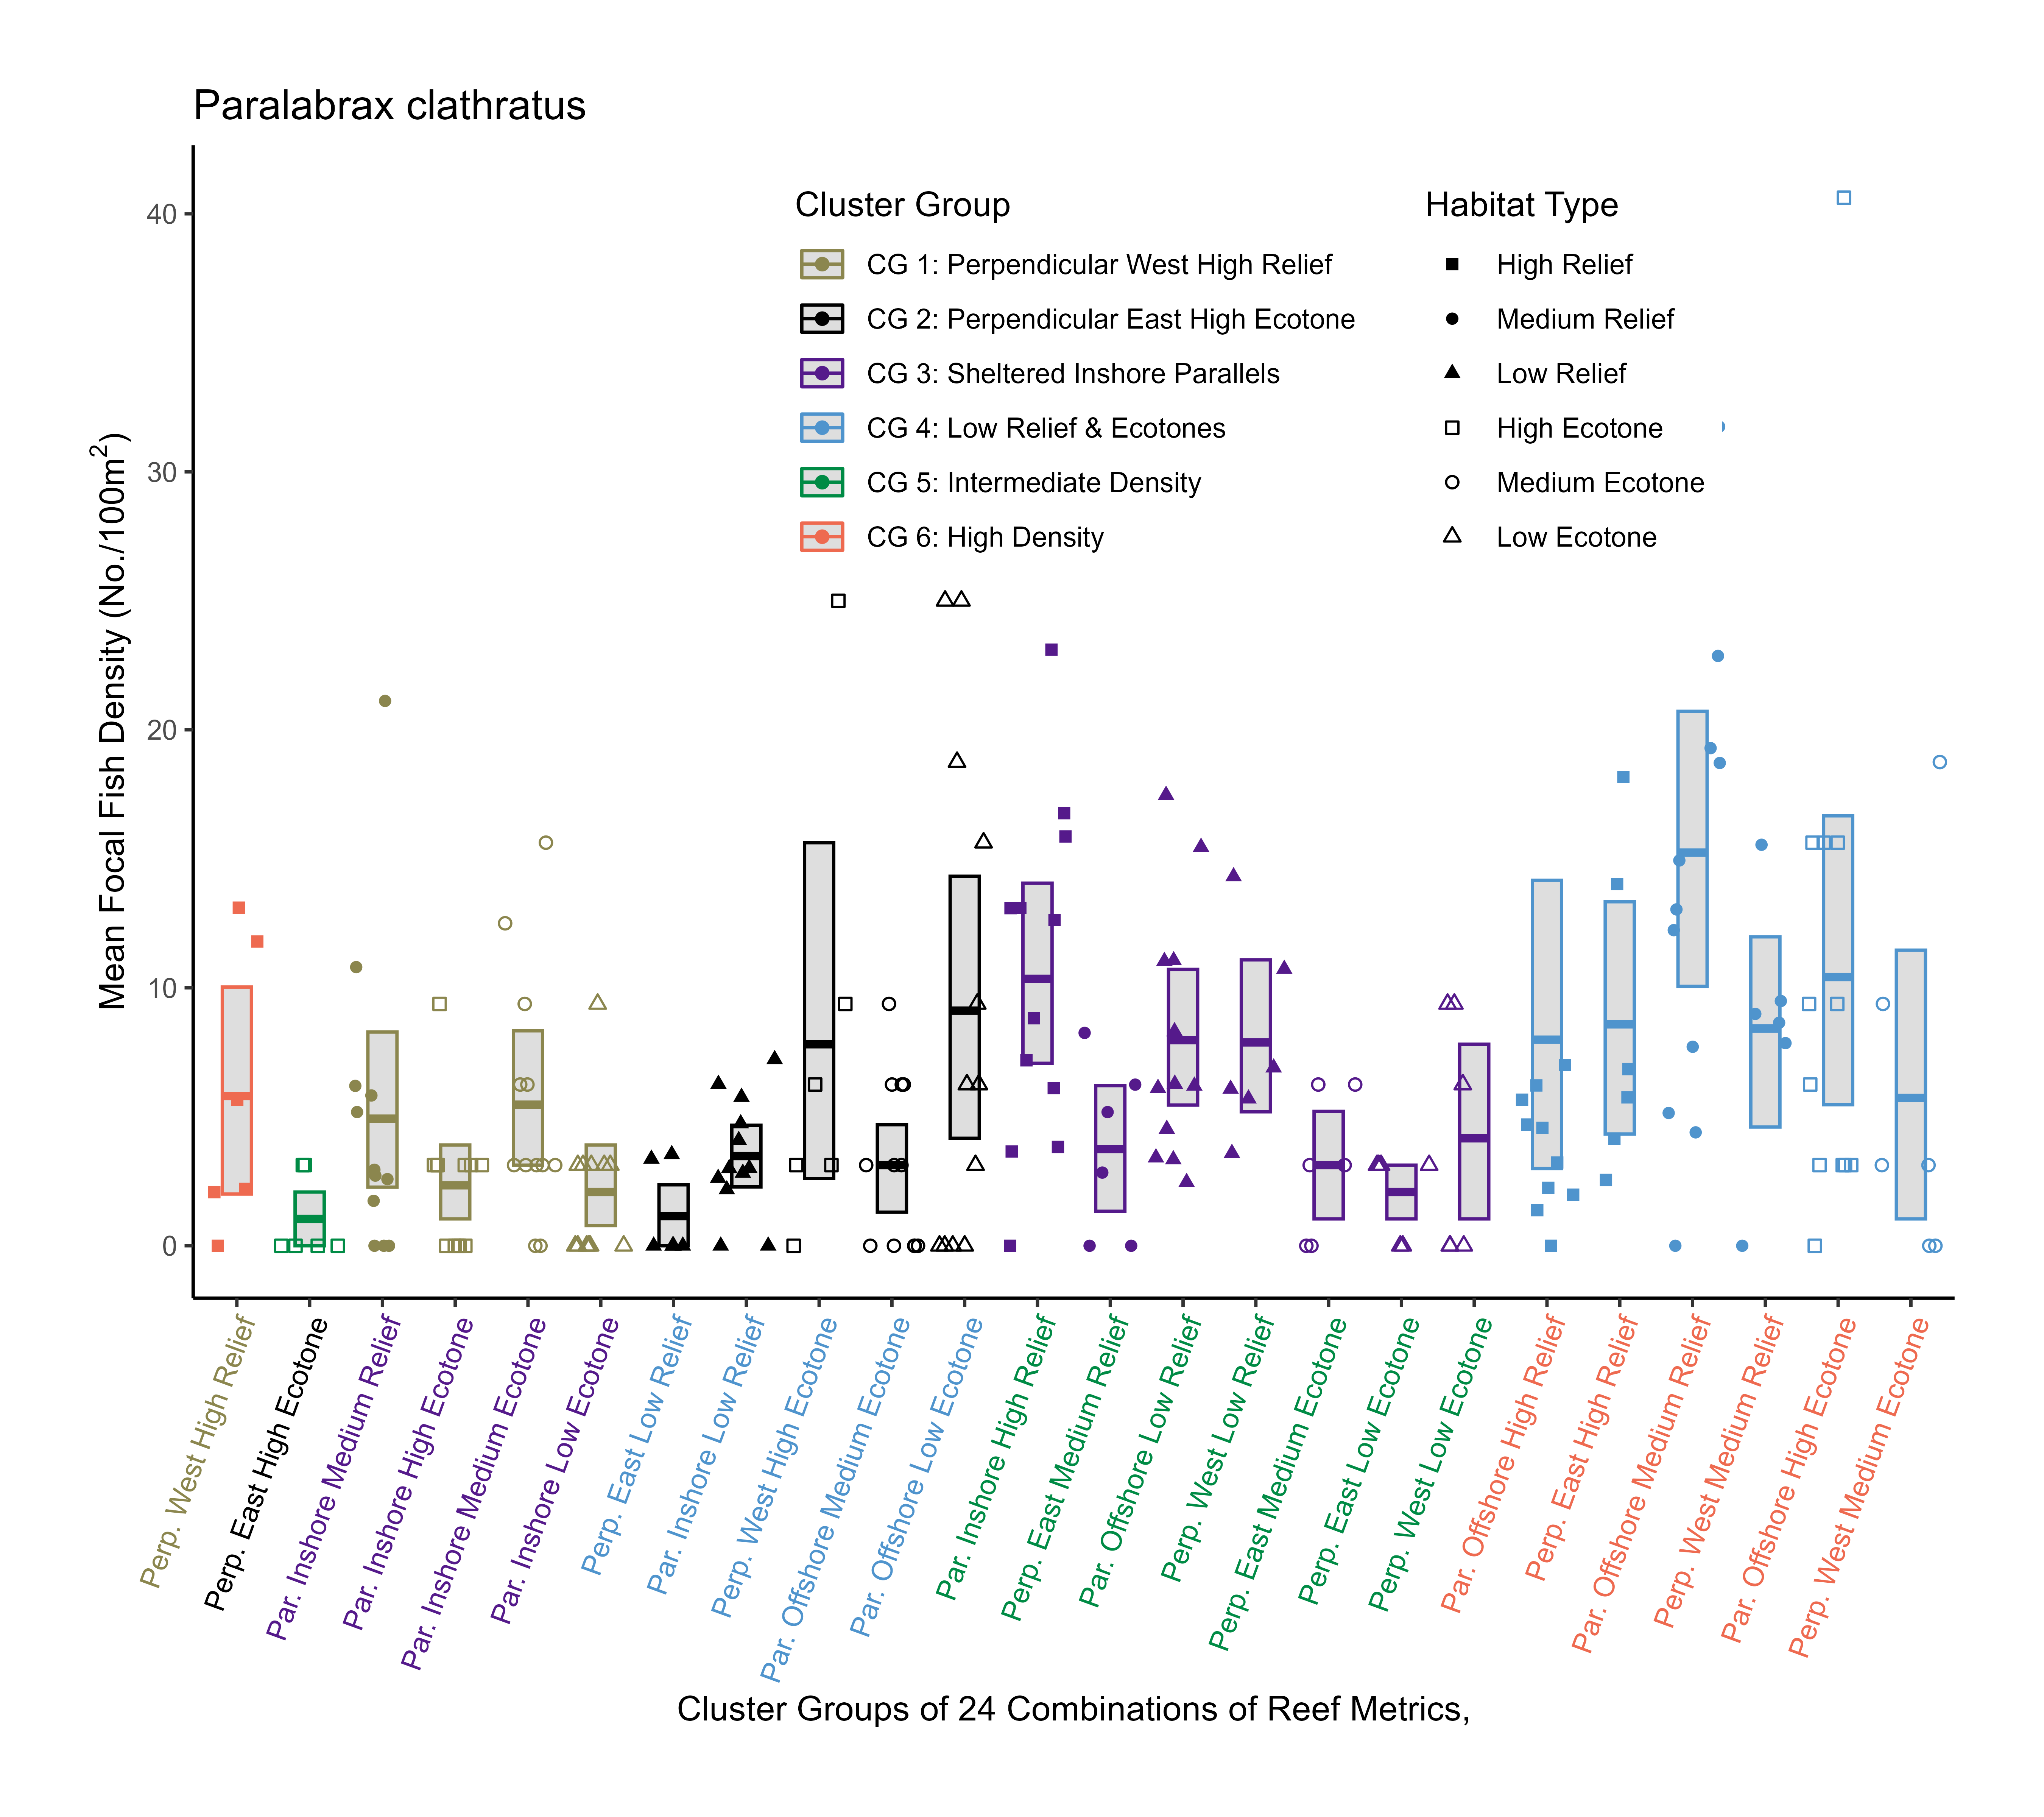 Paralabrax clathratus
Mean Focal Fish Density (No./100m²)
40
30
20
10
0
Cluster Group
CG 1: Perpendicular West High Relief
CG 2: Perpendicular East High Ecotone
CG 3: Sheltered Inshore Parallels
CG 4: Low Relief & Ecotones
CG 5: Intermediate Density
CG 6: High Density
Habitat Type
High Relief
Medium Relief
Low Relief
High Ecotone
Medium Ecotone
Low Ecotone
Perp. West High Relief
Perp. East High Ecotone
Par. Inshore Medium Relief
Par. Inshore High Ecotone
Par. Inshore Medium Ecotone
Par. Inshore Low Ecotone
Perp. East Low Relief
Par. Inshore Low Relief
Perp. West High Ecotone
Par. Offshore Medium Ecotone
Par. Offshore Low Ecotone
Par. Inshore High Relief
Perp. East Medium Relief
Par. Offshore Low Relief
Perp. West Low Relief
Perp. East Medium Ecotone
Perp. East Low Ecotone
Perp. West Low Ecotone
Par. Offshore High Relief
Perp. East High Relief
Par. Offshore Medium Relief
Perp. West Medium Relief
Par. Offshore High Ecotone
Perp. West Medium Ecotone
Cluster Groups of 24 Combinations of Reef Metrics,